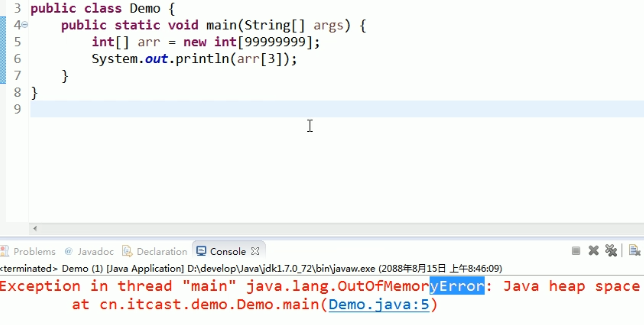 3 public class Demo {
4 public static void main(String[] args) {
5 int[] arr = new int[99999999];
6 System.out.println(arr[3]);
7 }
8 }
9
Problems @ Javadoc Declaration Console
<terminated> Demo (1) [Java Application] D:\develop\Java\jdk1.7.0_72\bin\javaw.exe (2088年8月15日 上午8:46:09)
Exception in thread "main" java.lang.OutOfMemoryError: Java heap space
at cn.itcast.demo.Demo.main(Demo.java:5)